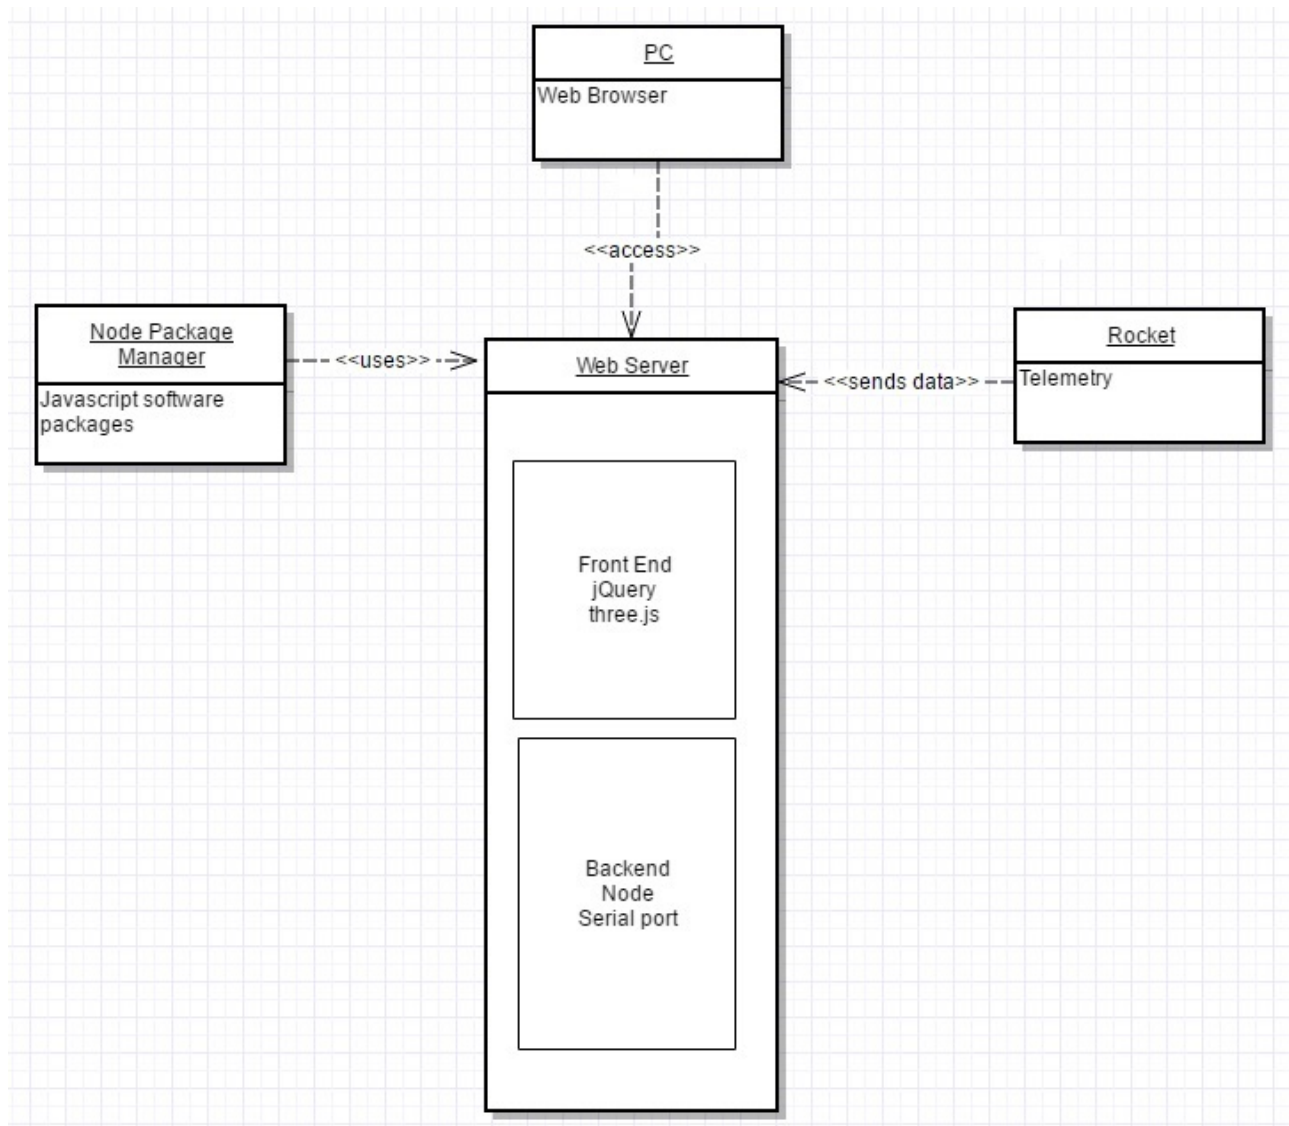 PC
Web Browser
<<access>>
Node Package
Manager
Javascript software
packages
<<uses>>
Web Server
<<sends data>>
Rocket
Telemetry
Front End
jQuery
three.js
Backend
Node
Serial port